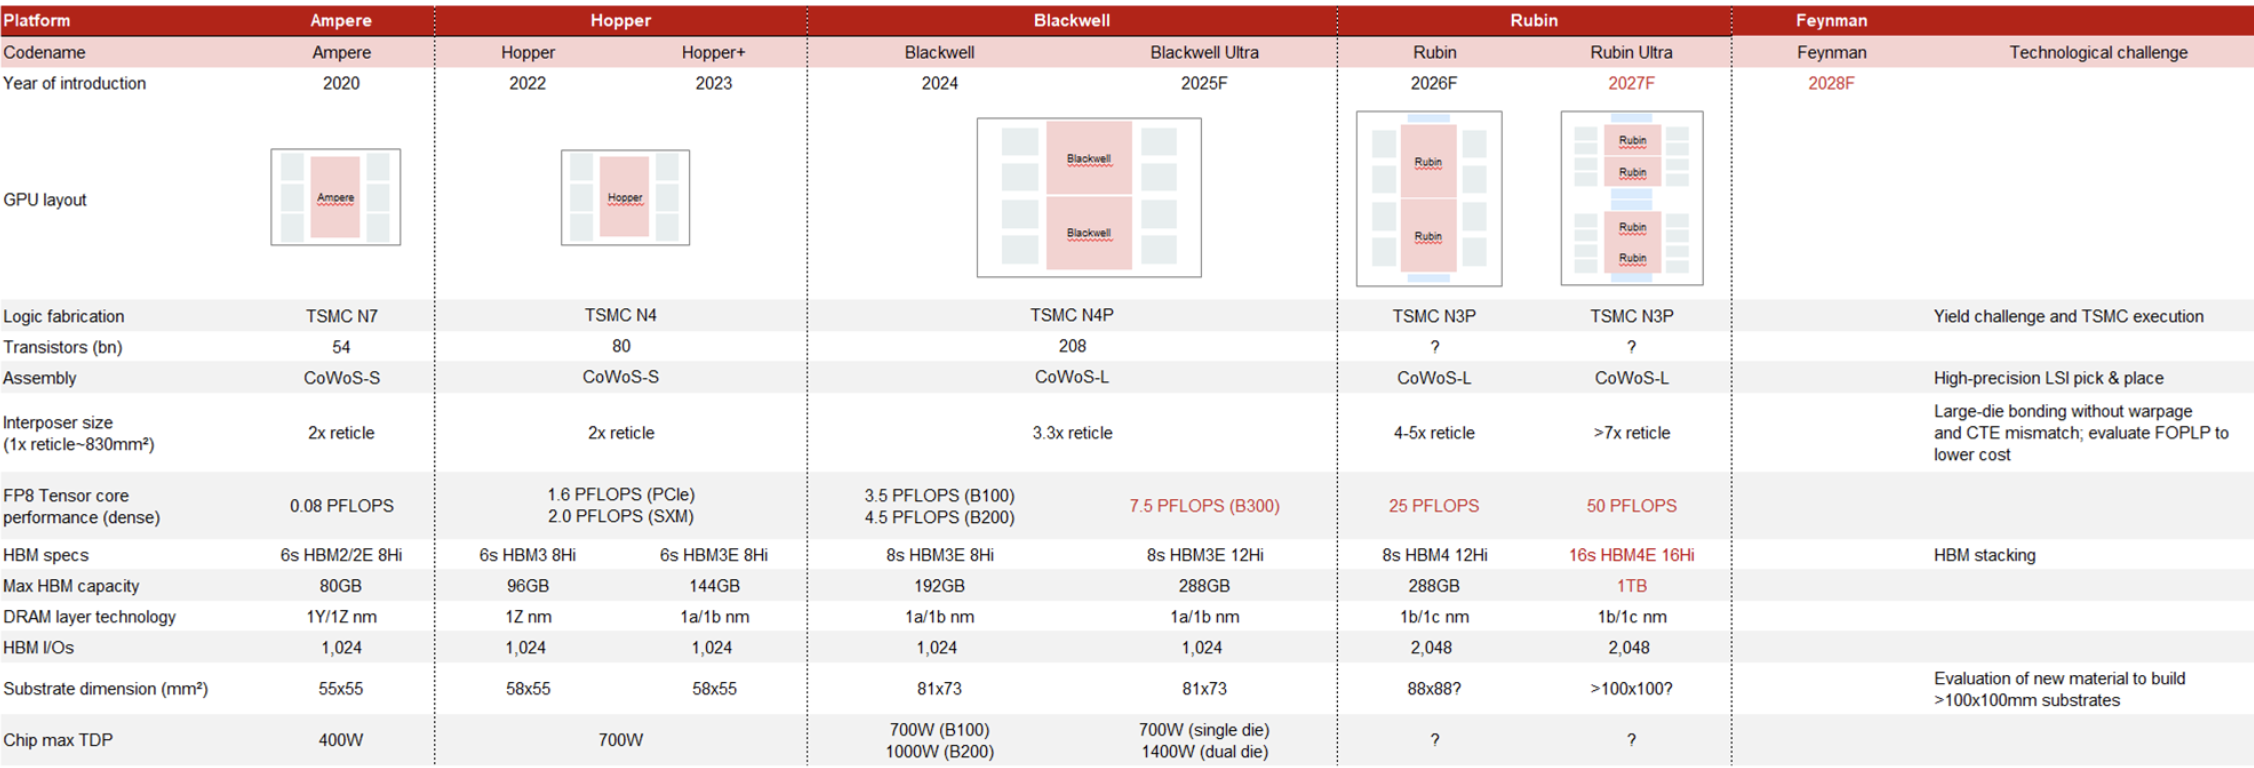 Platform Ampere Hopper Blackwell Rubin Feynman
Codename Ampere Hopper Hopper+ Blackwell Blackwell Ultra Rubin Rubin Ultra Feynman Technological challenge
Year of introduction 2020 2022 2023 2024 2025F 2026F 2027F 2028F
GPU layout
Ampere
Hopper
Blackwell
Blackwell
Rubin
Rubin
Rubin
Rubin
Rubin
Rubin
Logic fabrication TSMC N7 TSMC N4 TSMC N4P TSMC N3P TSMC N3P Yield challenge and TSMC execution
Transistors (bn) 54 80 208 ? ?
Assembly CoWoS-S CoWoS-S CoWoS-L CoWoS-L CoWoS-L High-precision LSI pick & place
Interposer size
(1x reticle~830mm²)
2x reticle 2x reticle 3.3x reticle 4-5x reticle >7x reticle
Large-die bonding without warpage
and CTE mismatch; evaluate FOPLP to
lower cost
FP8 Tensor core
performance (dense)
0.08 PFLOPS
1.6 PFLOPS (PCIe)
2.0 PFLOPS (SXM)
3.5 PFLOPS (B100)
4.5 PFLOPS (B200)
7.5 PFLOPS (B300)
25 PFLOPS
50 PFLOPS
HBM specs 6s HBM2/2E 8Hi 6s HBM3 8Hi 6s HBM3E 8Hi 8s HBM3E 8Hi 8s HBM3E 12Hi 8s HBM4 12Hi 16s HBM4E 16Hi HBM stacking
Max HBM capacity 80GB 96GB 144GB 192GB 288GB 288GB 1TB
DRAM layer technology 1Y/1Z nm 1Z nm 1a/1b nm 1a/1b nm 1a/1b nm 1b/1c nm 1b/1c nm
HBM I/Os 1,024 1,024 1,024 1,024 1,024 2,048 2,048
Substrate dimension (mm²) 55x55 58x55 58x55 81x73 81x73 88x88? >100x100?
Evaluation of new material to build
>100x100mm substrates
Chip max TDP 400W 700W
700W (B100)
1000W (B200)
700W (single die)
1400W (dual die)
? ?